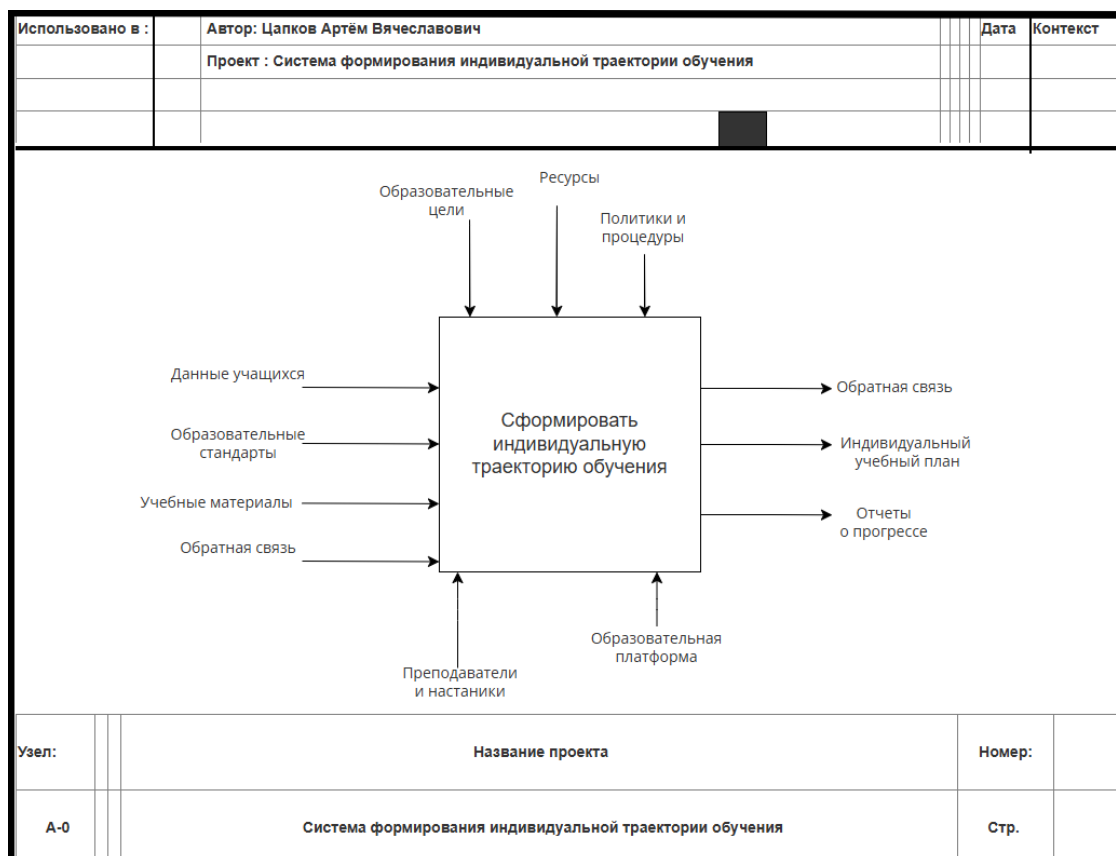 Использовано в :
Автор: Цапков Артём Вячеславович
Дата
Контекст
Проект : Система формирования индивидуальной траектории обучения
Ресурсы
Образовательные
цели
Политики и
процедуры
Данные учащихся
Образовательные
стандарты
Учебные материалы
Обратная связь
Сформировать
индивидуальную
траекторию обучения
Обратная связь
Индивидуальный
учебный план
Отчеты
о прогрессе
Преподаватели
и настаники
Образовательная
платформа
Узел:
Название проекта
Номер:
А-0
Система формирования индивидуальной траектории обучения
Стр.